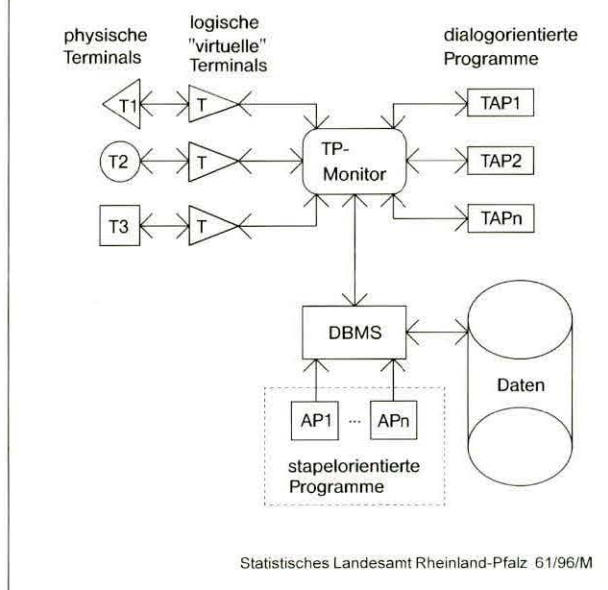 physische
Terminals
logische
"virtuelle"
Terminals
dialogorientierte
Programme
T1
T
TAP1
T2
T
TP-
Monitor
TAP2
T3
T
TAPn
DBMS
Daten
AP1 ... APn
stapelorientierte
Programme
Statistisches Landesamt Rheinland-Pfalz 61/96/M